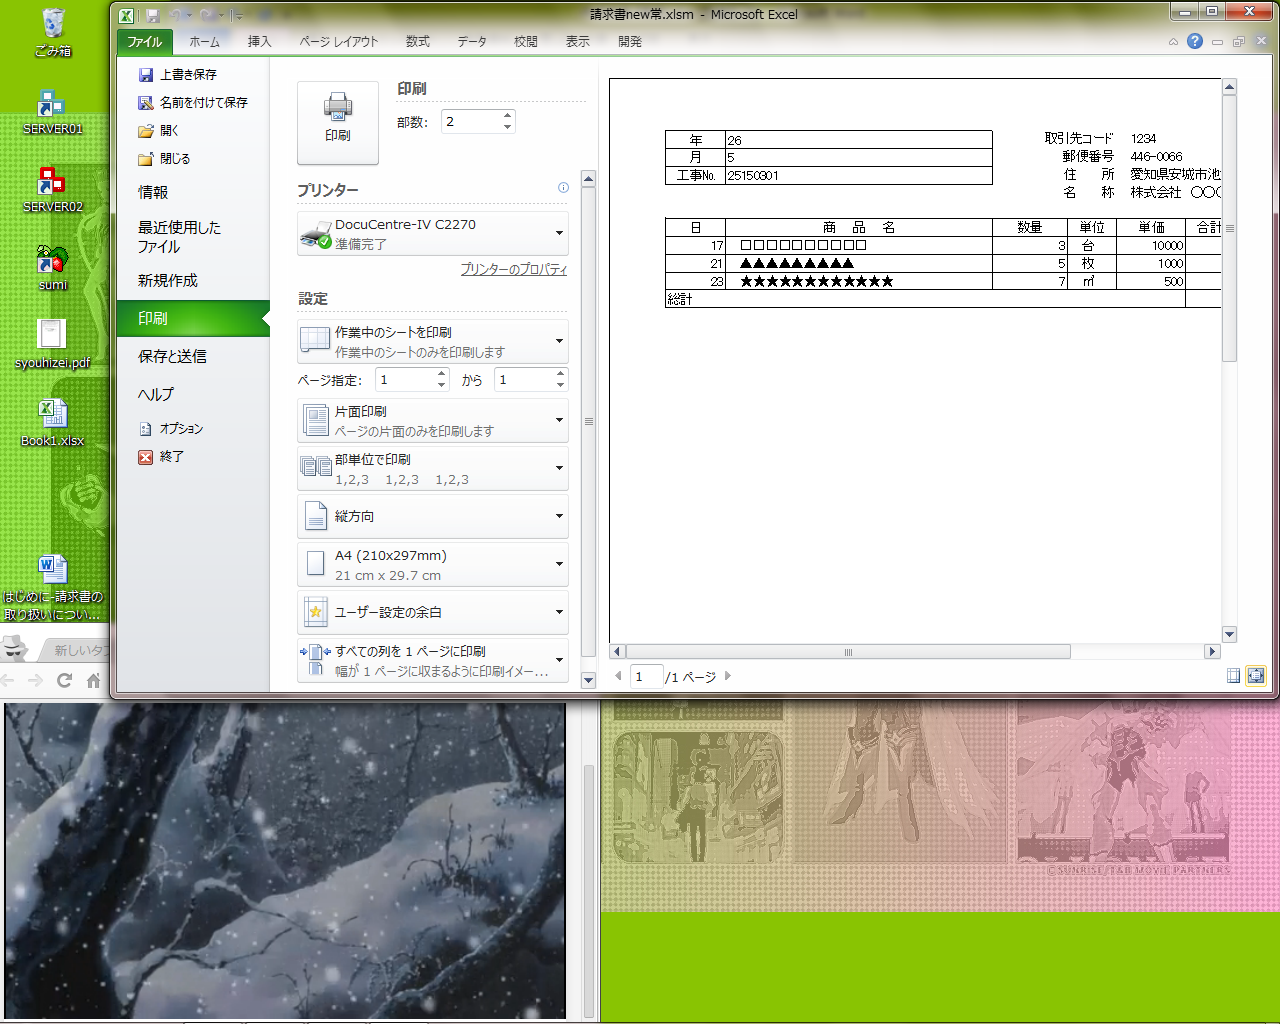 請求書new常.xlsm - Microsoft Excel
ファイル
ホーム
挿入
ページ レイアウト
数式
データ
校閲
表示
開発
ごみ箱
SERVER01
SERVER02
sumi
syouhizei.pdf
Book1.xlsx
はじめに-請求書の
取り扱いについ...
新しいタブ
上書き保存
名前を付けて保存
開く
閉じる
情報
最近使用した
ファイル
新規作成
印刷
保存と送信
ヘルプ
オプション
終了
印刷
印刷
部数: 2
プリンター
DocuCentre-IV C2270
準備完了
プリンターのプロパティ
設定
作業中のシートを印刷
作業中のシートのみを印刷します
ページ指定: 1 から 1
片面印刷
ページの片面のみを印刷します
部単位で印刷
1,2,3 1,2,3 1,2,3
縦方向
A4 (210x297mm)
21 cm x 29.7 cm
ユーザー設定の余白
すべての列を 1 ページに印刷
幅が 1 ページに収まるように印刷イメー...
年 26
月 5
工事No. 25150301
取引先コード 1234
郵便番号 446-0066
住 所 愛知県安城市池
名 称 株式会社 ○○○
日 商 品 名 数量 単位 単価 合計
17 □□□□□□□□□□ 3 台 10000
21 ▲▲▲▲▲▲▲▲▲ 5 枚 1000
23 ★★★★★★★★★★★★ 7 ㎡ 500
総計
1 /1 ページ
©SUNRISE/T&B MOVIE PARTNERS